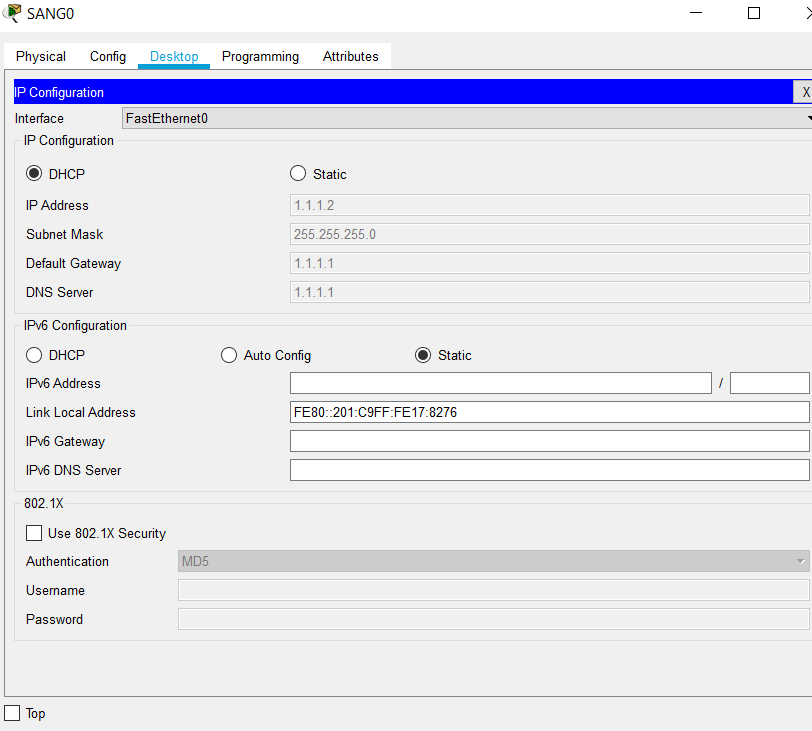 SANG0
Physical Config Desktop Programming Attributes
IP Configuration X
Interface FastEthernet0
IP Configuration
DHCP Static
IP Address 1.1.1.2
Subnet Mask 255.255.255.0
Default Gateway 1.1.1.1
DNS Server 1.1.1.1
IPv6 Configuration
DHCP Auto Config Static
IPv6 Address /
Link Local Address FE80::201:C9FF:FE17:8276
IPv6 Gateway
IPv6 DNS Server
802.1X
Use 802.1X Security
Authentication MD5
Username
Password
Top